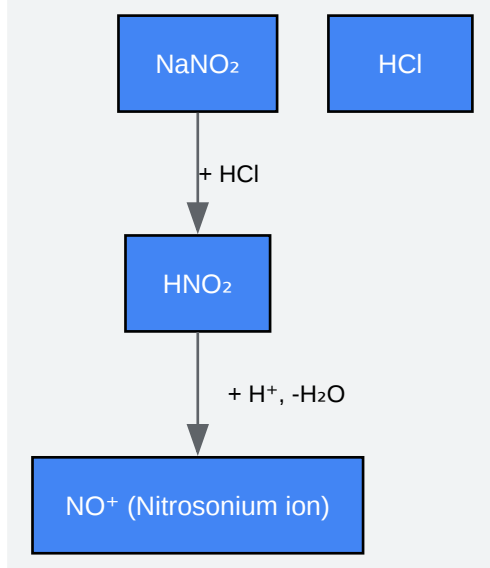 NaNO₂
HCl
+ HCl
HNO₂
+ H⁺, -H₂O
NO⁺ (Nitrosonium ion)